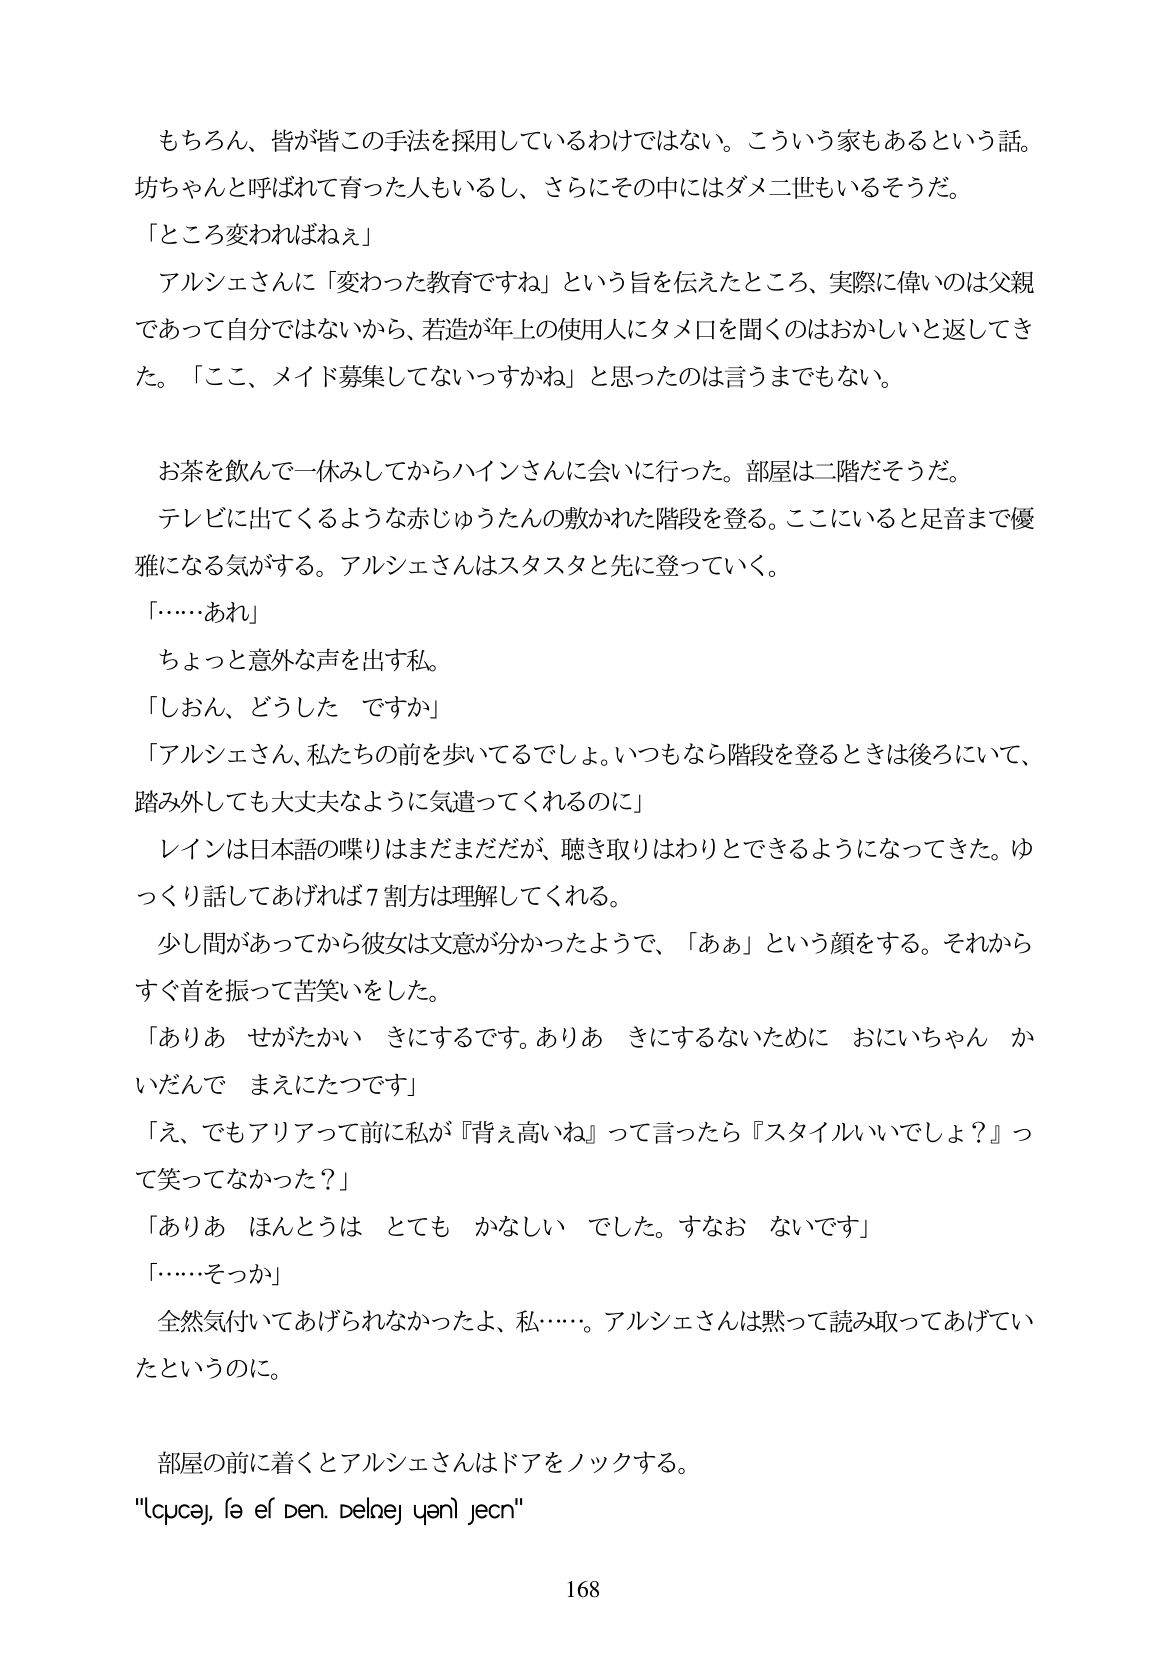 もちろん、皆が皆この手法を採用しているわけではない。こういう家もあるという話。
坊ちゃんと呼ばれて育った人もいるし、さらにその中にはダメ二世もいるそうだ。
「ところ変わればねぇ」
アルシェさんに「変わった教育ですね」という旨を伝えたところ、実際に偉いのは父親
であって自分ではないから、若造が年上の使用人にタメ口を聞くのはおかしいと返してき
た。「ここ、メイド募集してないっすかね」と思ったのは言うまでもない。
お茶を飲んで一休みしてからハインさんに会いに行った。部屋は二階だそうだ。
テレビに出てくるような赤じゅうたんの敷かれた階段を登る。ここにいると足音まで優
雅になる気がする。アルシェさんはスタスタと先に登っていく。
「……あれ」
ちょっと意外な声を出す私。
「しおん、どうした　ですか」
「アルシェさん、私たちの前を歩いてるでしょ。いつもなら階段を登るときは後ろにいて、
踏み外しても大丈夫なように気遣ってくれるのに」
レインは日本語の喋りはまだまだだが、聴き取りはわりとできるようになってきた。ゆ
っくり話してあげれば７割方は理解してくれる。
少し間があってから彼女は文意が分かったようで、「あぁ」という顔をする。それから
すぐ首を振って苦笑いをした。
「ありあ　せがたかい　きにするです。ありあ　きにするないために　おにいちゃん　か
いだんで　まえにたつです」
「え、でもアリアって前に私が『背ぇ高いね』って言ったら『スタイルいいでしょ？』っ
て笑ってなかった？」
「ありあ　ほんとうは　とても　かなしい　でした。すなお　ないです」
「……そっか」
全然気付いてあげられなかったよ、私……。アルシェさんは黙って読み取ってあげてい
たというのに。
部屋の前に着くとアルシェさんはドアをノックする。
168